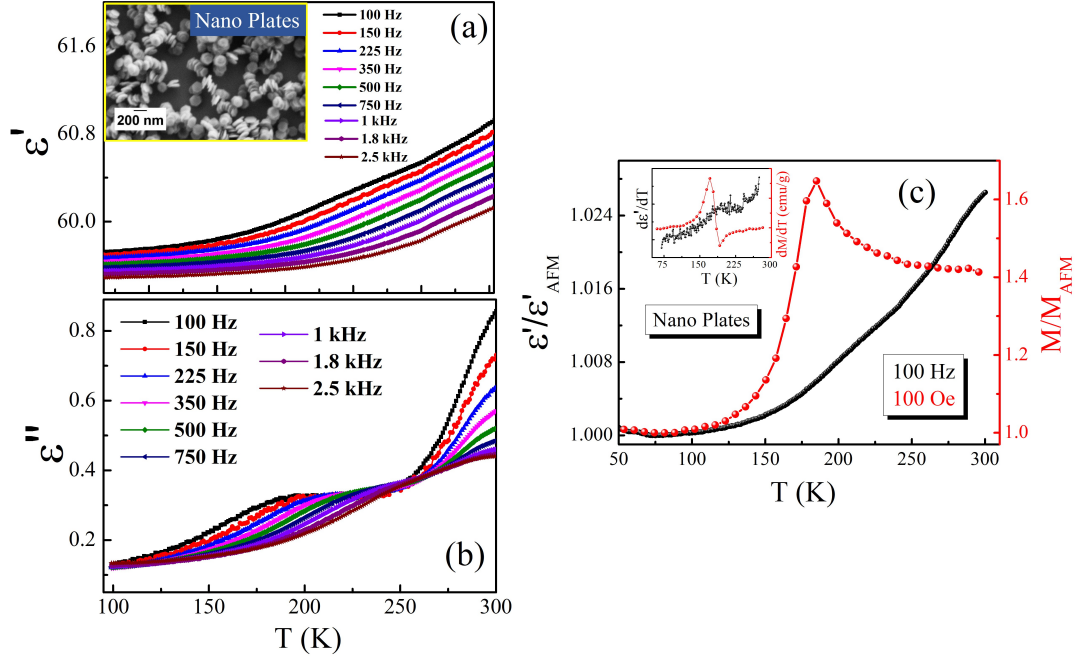 Nano Plates
200 nm
(a)
100 Hz
150 Hz
225 Hz
350 Hz
500 Hz
750 Hz
1 kHz
1.8 kHz
2.5 kHz
61.6
60.8
60.0
ε'
(b)
100 Hz
150 Hz
225 Hz
350 Hz
500 Hz
750 Hz
1 kHz
1.8 kHz
2.5 kHz
0.8
0.6
0.4
0.2
ε''
100 150 200 250 300
T (K)
(c)
dε'/dT
dM/dT (emu/g)
75 150 225 300
T (K)
Nano Plates
100 Hz
100 Oe
1.024
1.016
1.008
1.000
ε'/ε'AFM
1.6
1.4
1.2
1.0
M/MAFM
50 100 150 200 250 300
T (K)